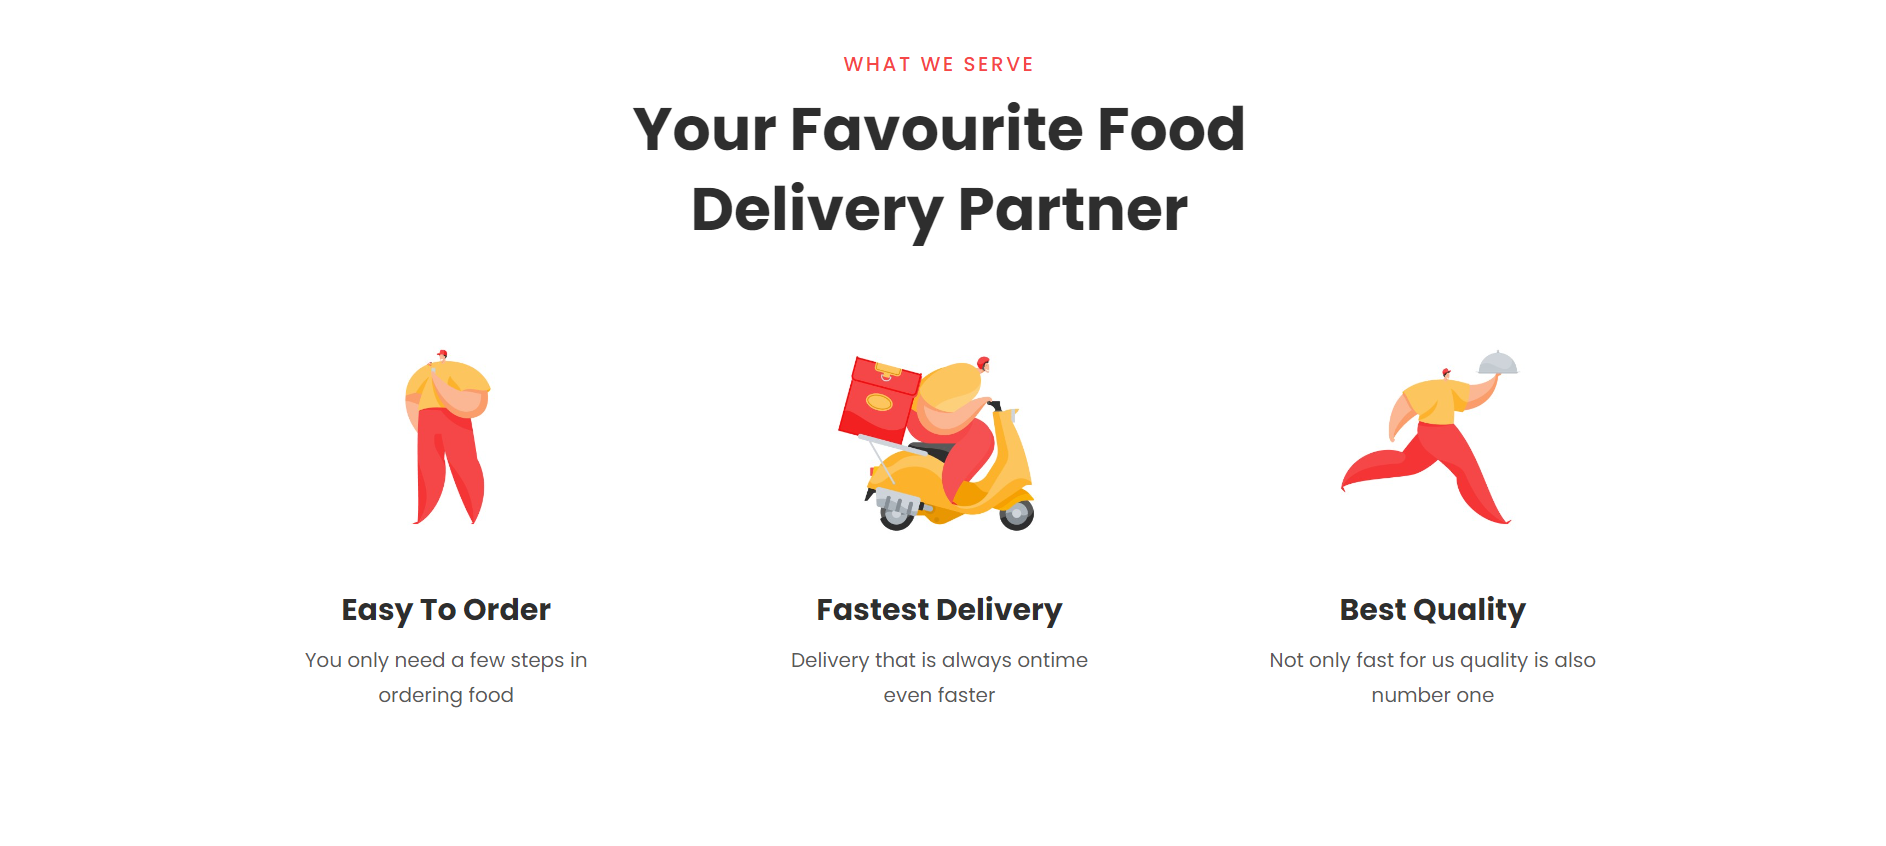 WHAT WE SERVE
Your Favourite Food
Delivery Partner
Easy To Order
You only need a few steps in
ordering food
Fastest Delivery
Delivery that is always ontime
even faster
Best Quality
Not only fast for us quality is also
number one